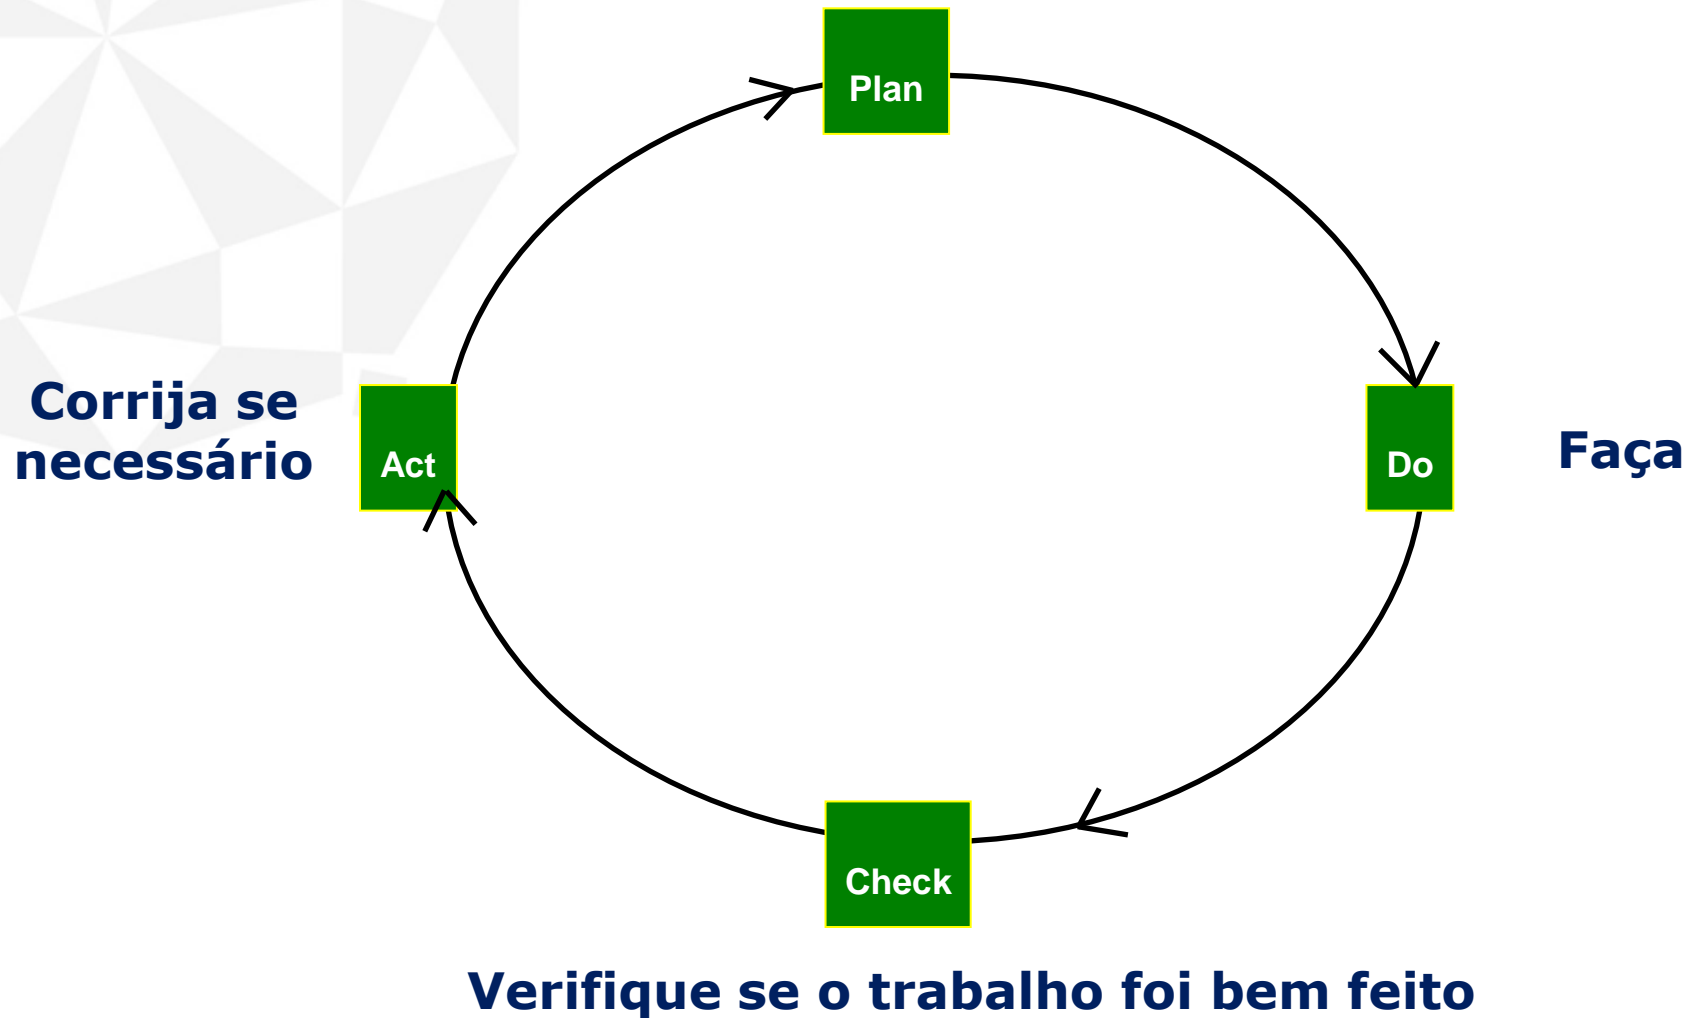 Plan
Corrija se
necessário
Act
Do
Faça
Check
Verifique se o trabalho foi bem feito